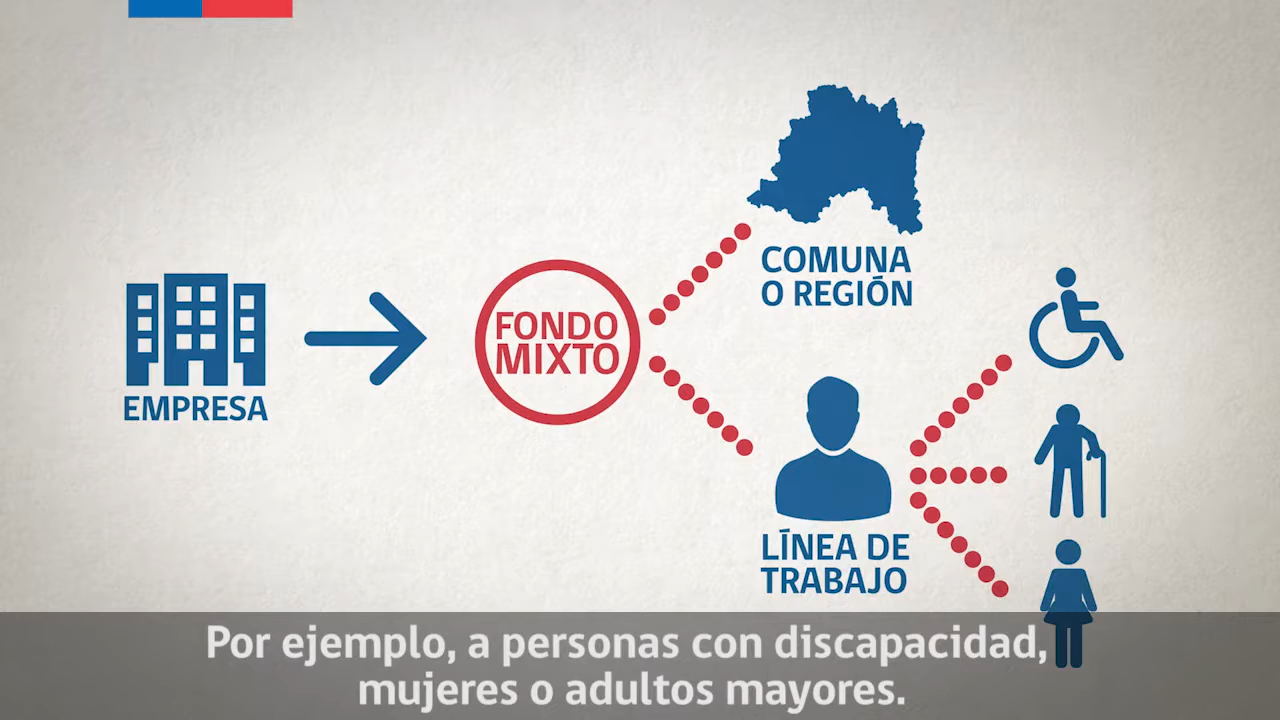 COMUNA
O REGIÓN
FONDO
MIXTO
EMPRESA
LÍNEA DE
TRABAJO
Por ejemplo, a personas con discapacidad,
mujeres o adultos mayores.